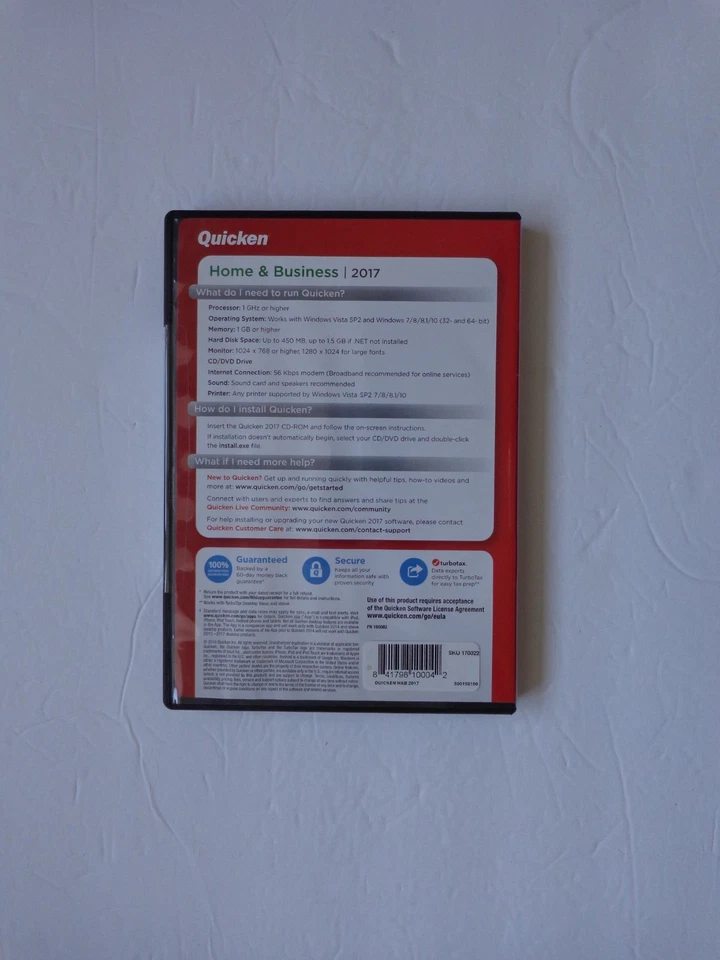 Quicken
Home & Business | 2017
What do I need to run Quicken?
Processor: 1 GHz or higher
Operating System: Works with Windows Vista SP2 and Windows 7/8/8.1/10 (32- and 64- bit)
Memory: 1 GB or higher
Hard Disk Space: Up to 450 MB, up to 1.5 GB if .NET not installed
Monitor: 1024 x 768 or higher, 1280 x 1024 for large fonts
CD/DVD Drive
Internet Connection: 56 Kbps modem (Broadband recommended for online services)
Sound: Sound card and speakers recommended
Printer: Any printer supported by Windows Vista SP2 7/8/8.1/10
How do I install Quicken?
Insert the Quicken 2017 CD-ROM and follow the on-screen instructions.
If installation doesn't automatically begin, select your CD/DVD drive and double-click
the install.exe file.
What if I need more help?
New to Quicken? Get up and running quickly with helpful tips, how-to videos and
more at: www.quicken.com/go/getstarted
Connect with users and experts to find answers and share tips at the
Quicken Live Community: www.quicken.com/community
For help installing or upgrading your new Quicken 2017 software, please contact
Quicken Customer Care at: www.quicken.com/contact-support
100%
Guaranteed
Backed by a
60-day money back
guarantee*
Secure
Keeps all your
information safe with
proven security
turbotax.
Data exports
directly to TurboTax
for easy tax prep**
Use of this product requires acceptance
of the Quicken Software License Agreement
www.quicken.com/go/eula
SKU 170022
8 41798 10004 2
QUICKEN H&B 2017